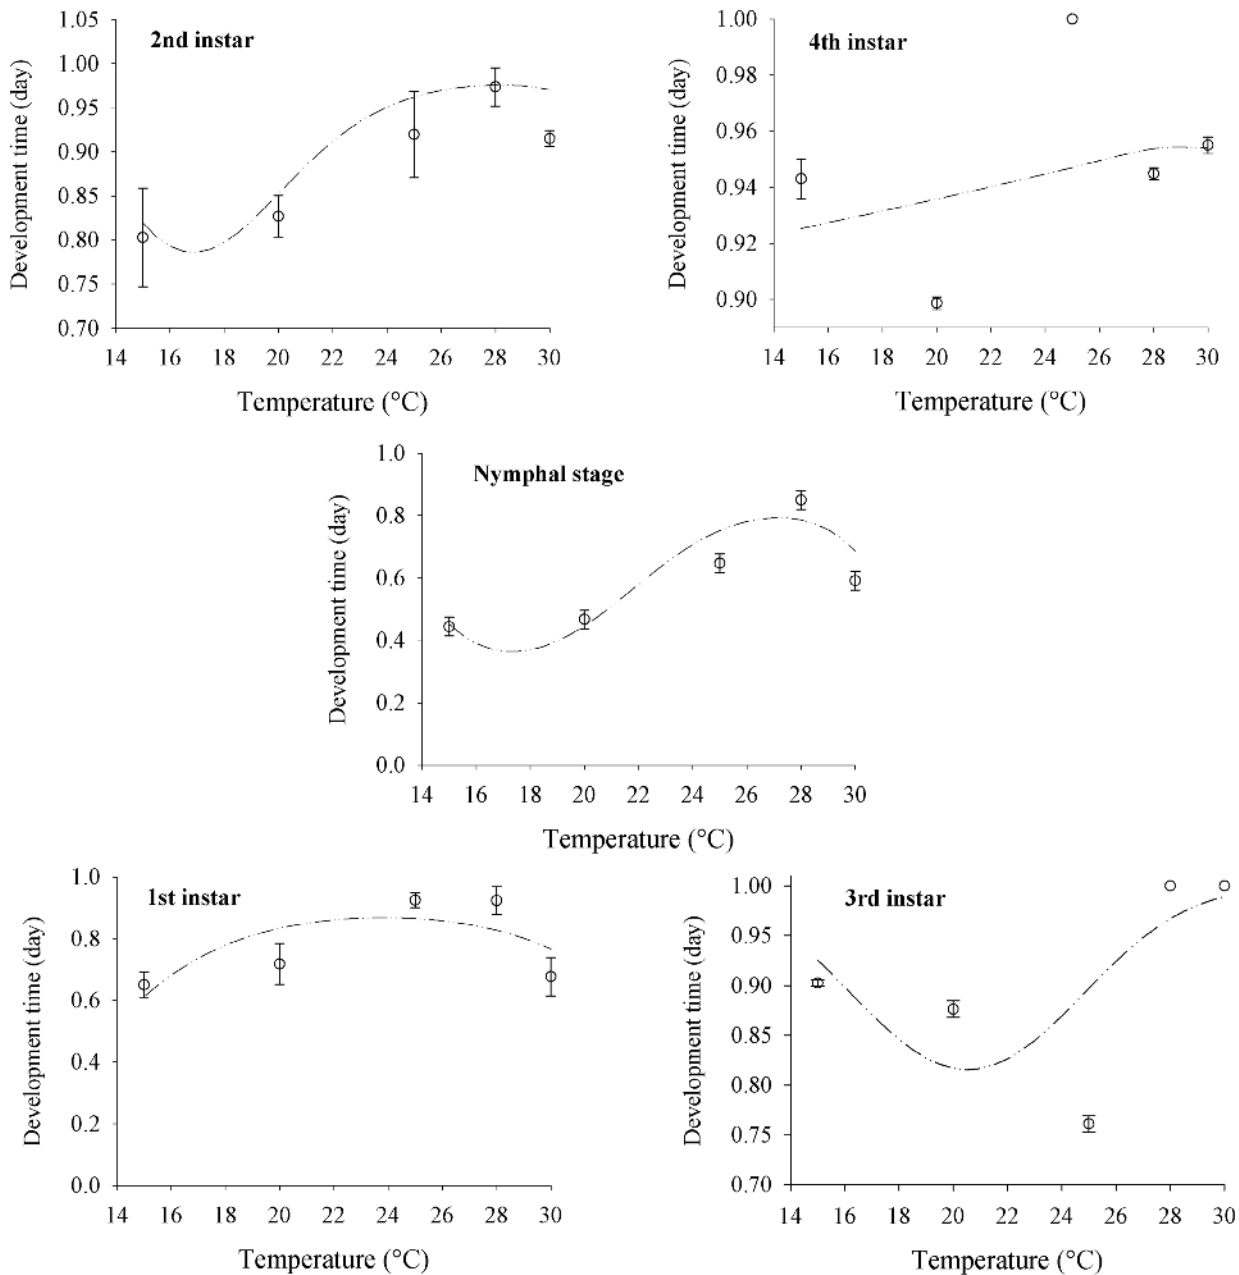 2nd instar
Development time (day)
1.05
1.00
0.95
0.90
0.85
0.80
0.75
0.70
14 16 18 20 22 24 26 28 30
Temperature (°C)
4th instar
Development time (day)
1.00
0.98
0.96
0.94
0.92
0.90
14 16 18 20 22 24 26 28 30
Temperature (°C)
Nymphal stage
Development time (day)
1.0
0.8
0.6
0.4
0.2
0.0
14 16 18 20 22 24 26 28 30
Temperature (°C)
1st instar
Development time (day)
1.0
0.8
0.6
0.4
0.2
0.0
14 16 18 20 22 24 26 28 30
Temperature (°C)
3rd instar
Development time (day)
1.00
0.95
0.90
0.85
0.80
0.75
0.70
14 16 18 20 22 24 26 28 30
Temperature (°C)